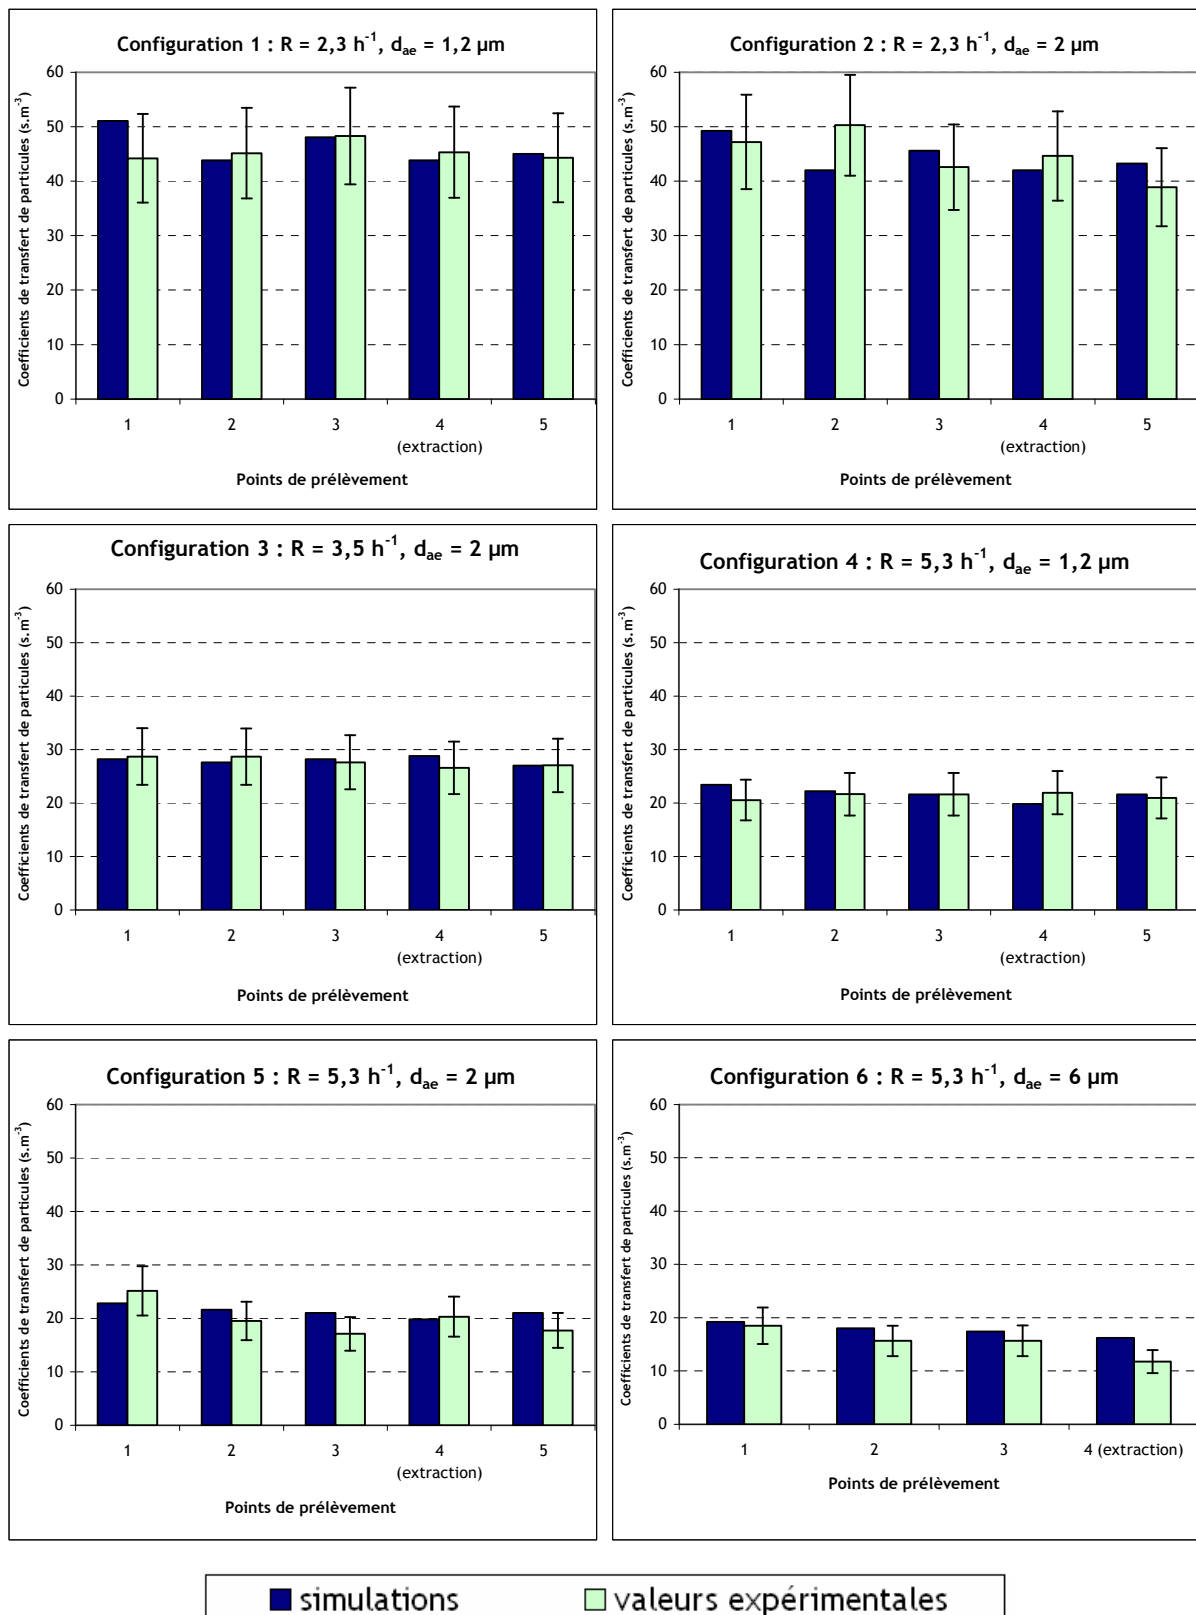 Configuration 1 : R = 2,3 h⁻¹, dae = 1,2 µm
Coefficients de transfert de particules (s.m⁻³)
60
50
40
30
20
10
0
1 2 3 4 5
(extraction)
Points de prélèvement
Configuration 2 : R = 2,3 h⁻¹, dae = 2 µm
Coefficients de transfert de particules (s.m⁻³)
60
50
40
30
20
10
0
1 2 3 4 5
(extraction)
Points de prélèvement
Configuration 3 : R = 3,5 h⁻¹, dae = 2 µm
Coefficients de transfert de particules (s.m⁻³)
60
50
40
30
20
10
0
1 2 3 4 5
(extraction)
Points de prélèvement
Configuration 4 : R = 5,3 h⁻¹, dae = 1,2 µm
Coefficients de transfert de particules (s.m⁻³)
60
50
40
30
20
10
0
1 2 3 4 5
(extraction)
Points de prélèvement
Configuration 5 : R = 5,3 h⁻¹, dae = 2 µm
Coefficients de transfert de particules (s.m⁻³)
60
50
40
30
20
10
0
1 2 3 4 5
(extraction)
Points de prélèvement
Configuration 6 : R = 5,3 h⁻¹, dae = 6 µm
Coefficients de transfert de particules (s.m⁻³)
60
50
40
30
20
10
0
1 2 3 4 (extraction)
Points de prélèvement
simulations valeurs expérimentales